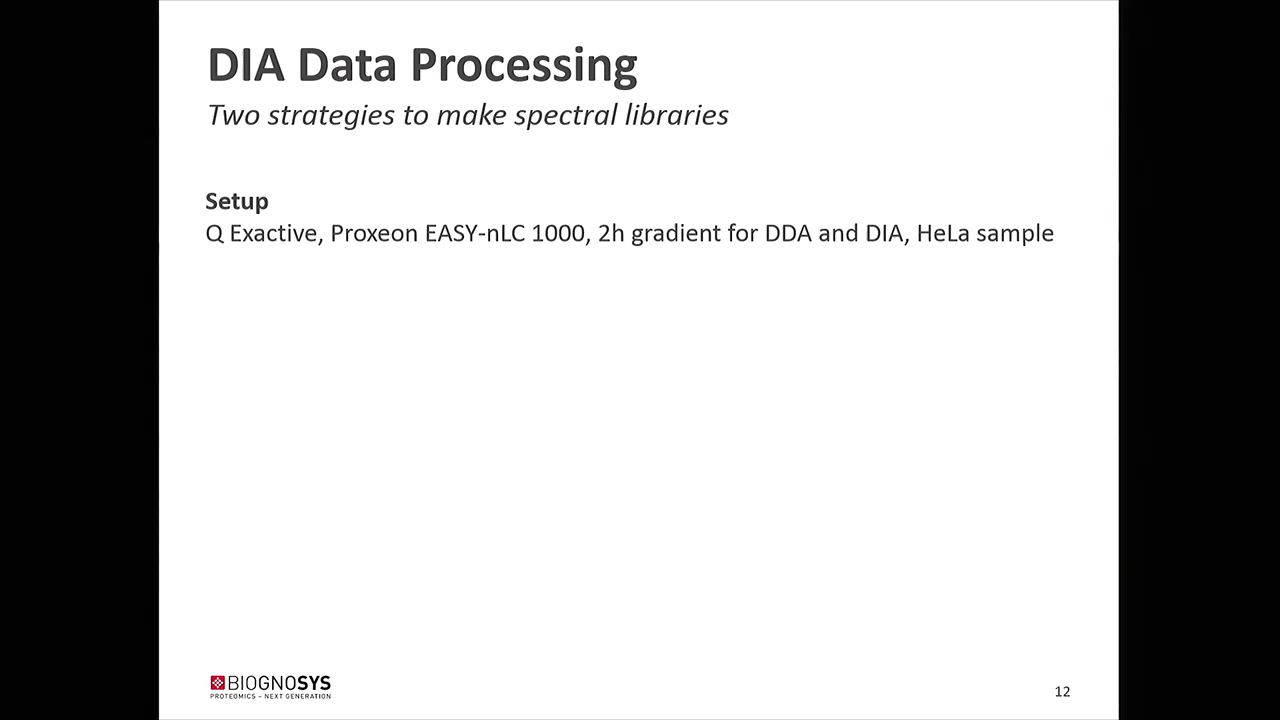 DIA Data Processing
Two strategies to make spectral libraries
Setup
Q Exactive, Proxeon EASY-nLC 1000, 2h gradient for DDA and DIA, HeLa sample
BIOGNOSYS
PROTEOMICS – NEXT GENERATION
12